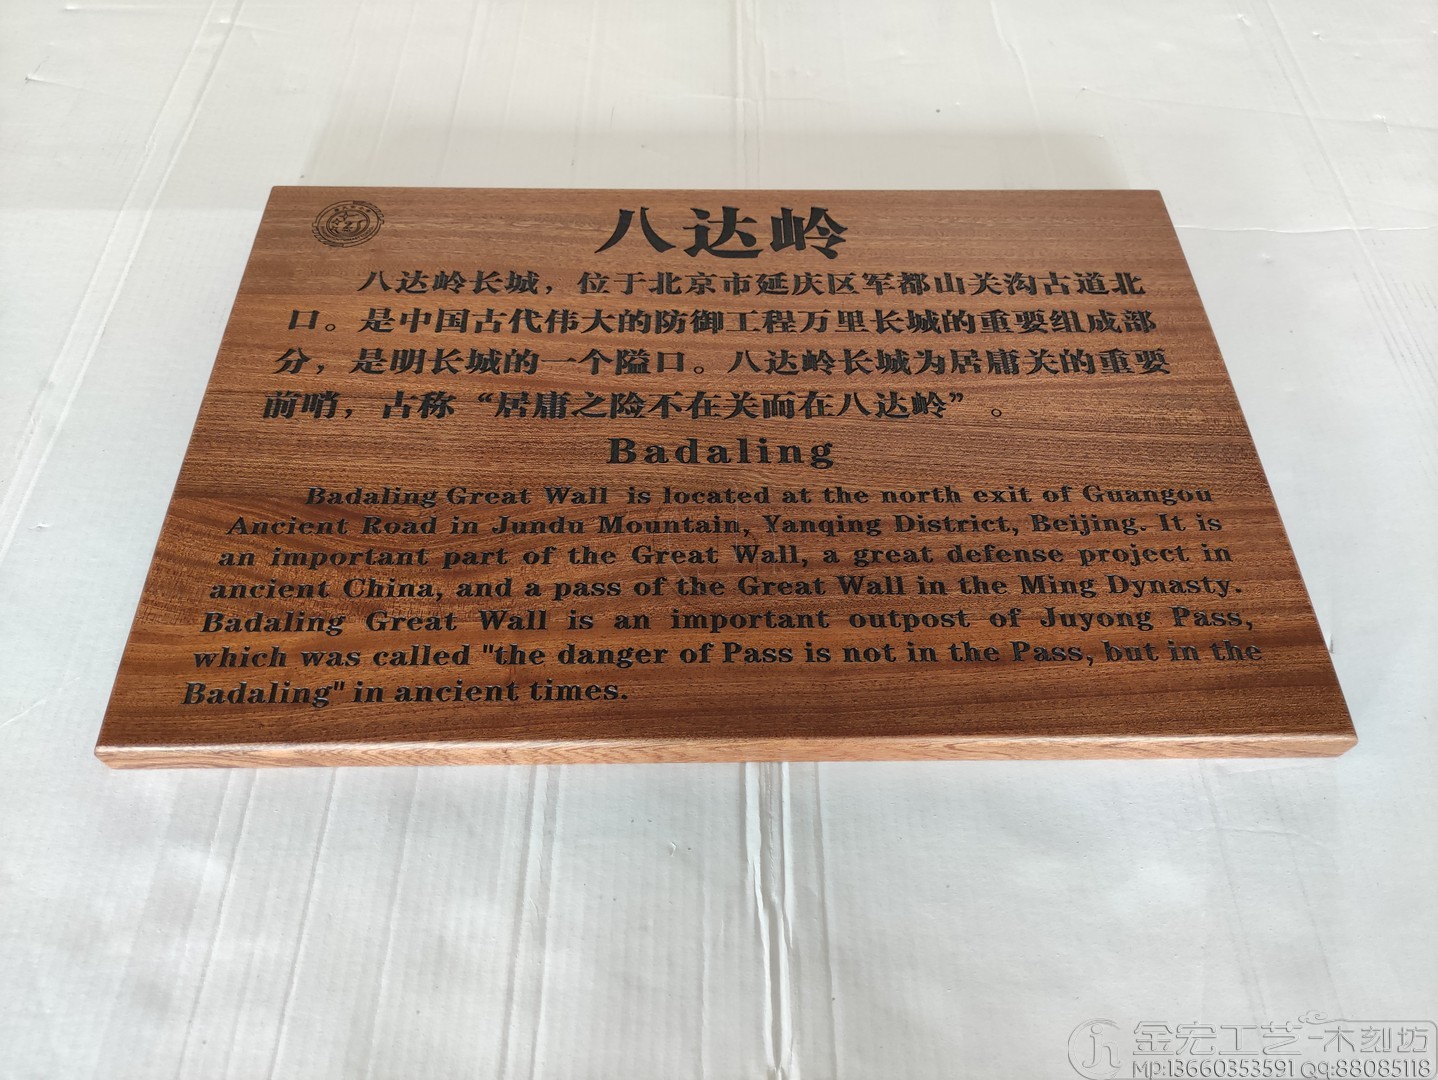 八达岭
八达岭长城，位于北京市延庆区军都山关沟古道北
口。是中国古代伟大的防御工程万里长城的重要组成部
分，是明长城的一个隘口。八达岭长城为居庸关的重要
前哨，古称“居庸之险不在关而在八达岭”。
Badaling
Badaling Great Wall is located at the north exit of Guangou
Ancient Road in Jundu Mountain, Yanqing District, Beijing. It is
an important part of the Great Wall, a great defense project in
ancient China, and a pass of the Great Wall in the Ming Dynasty.
Badaling Great Wall is an important outpost of Juyong Pass,
which was called "the danger of Pass is not in the Pass, but in the
Badaling" in ancient times.
金宏工艺-木刻坊
MP:13660353591 QQ:88085118